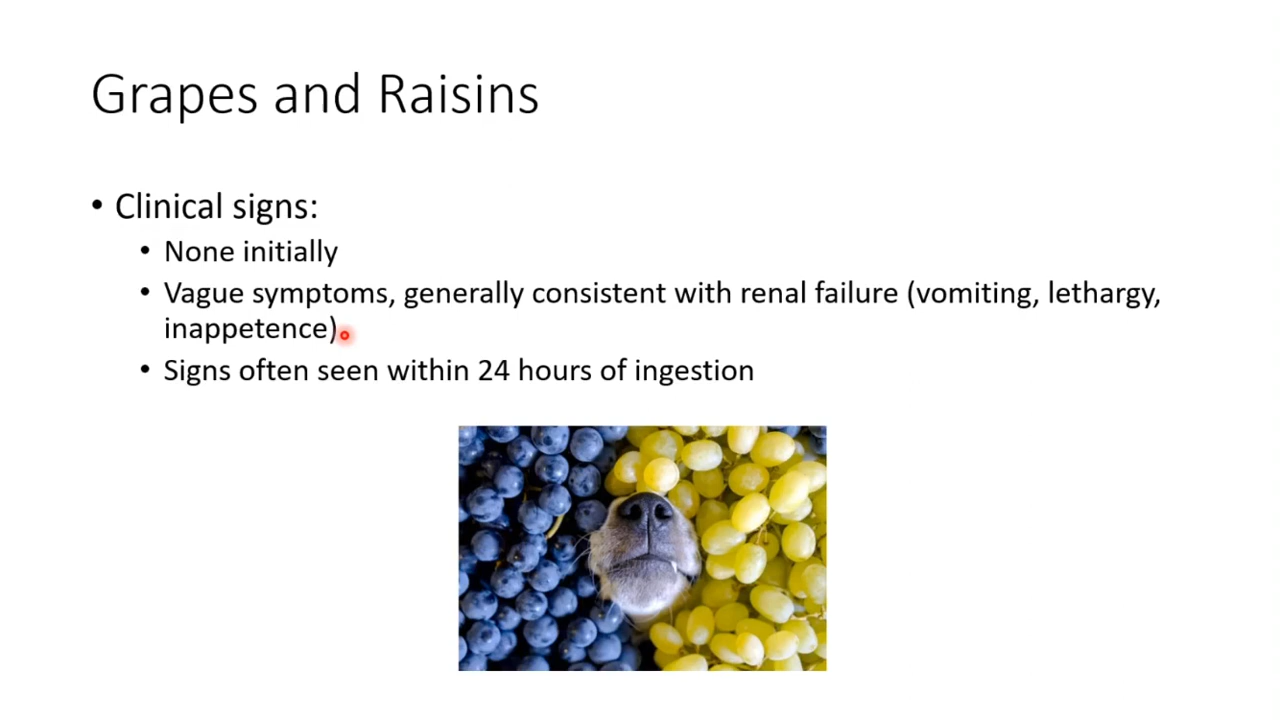 Grapes and Raisins
• Clinical signs:
• None initially
• Vague symptoms, generally consistent with renal failure (vomiting, lethargy,
inappetence)
• Signs often seen within 24 hours of ingestion